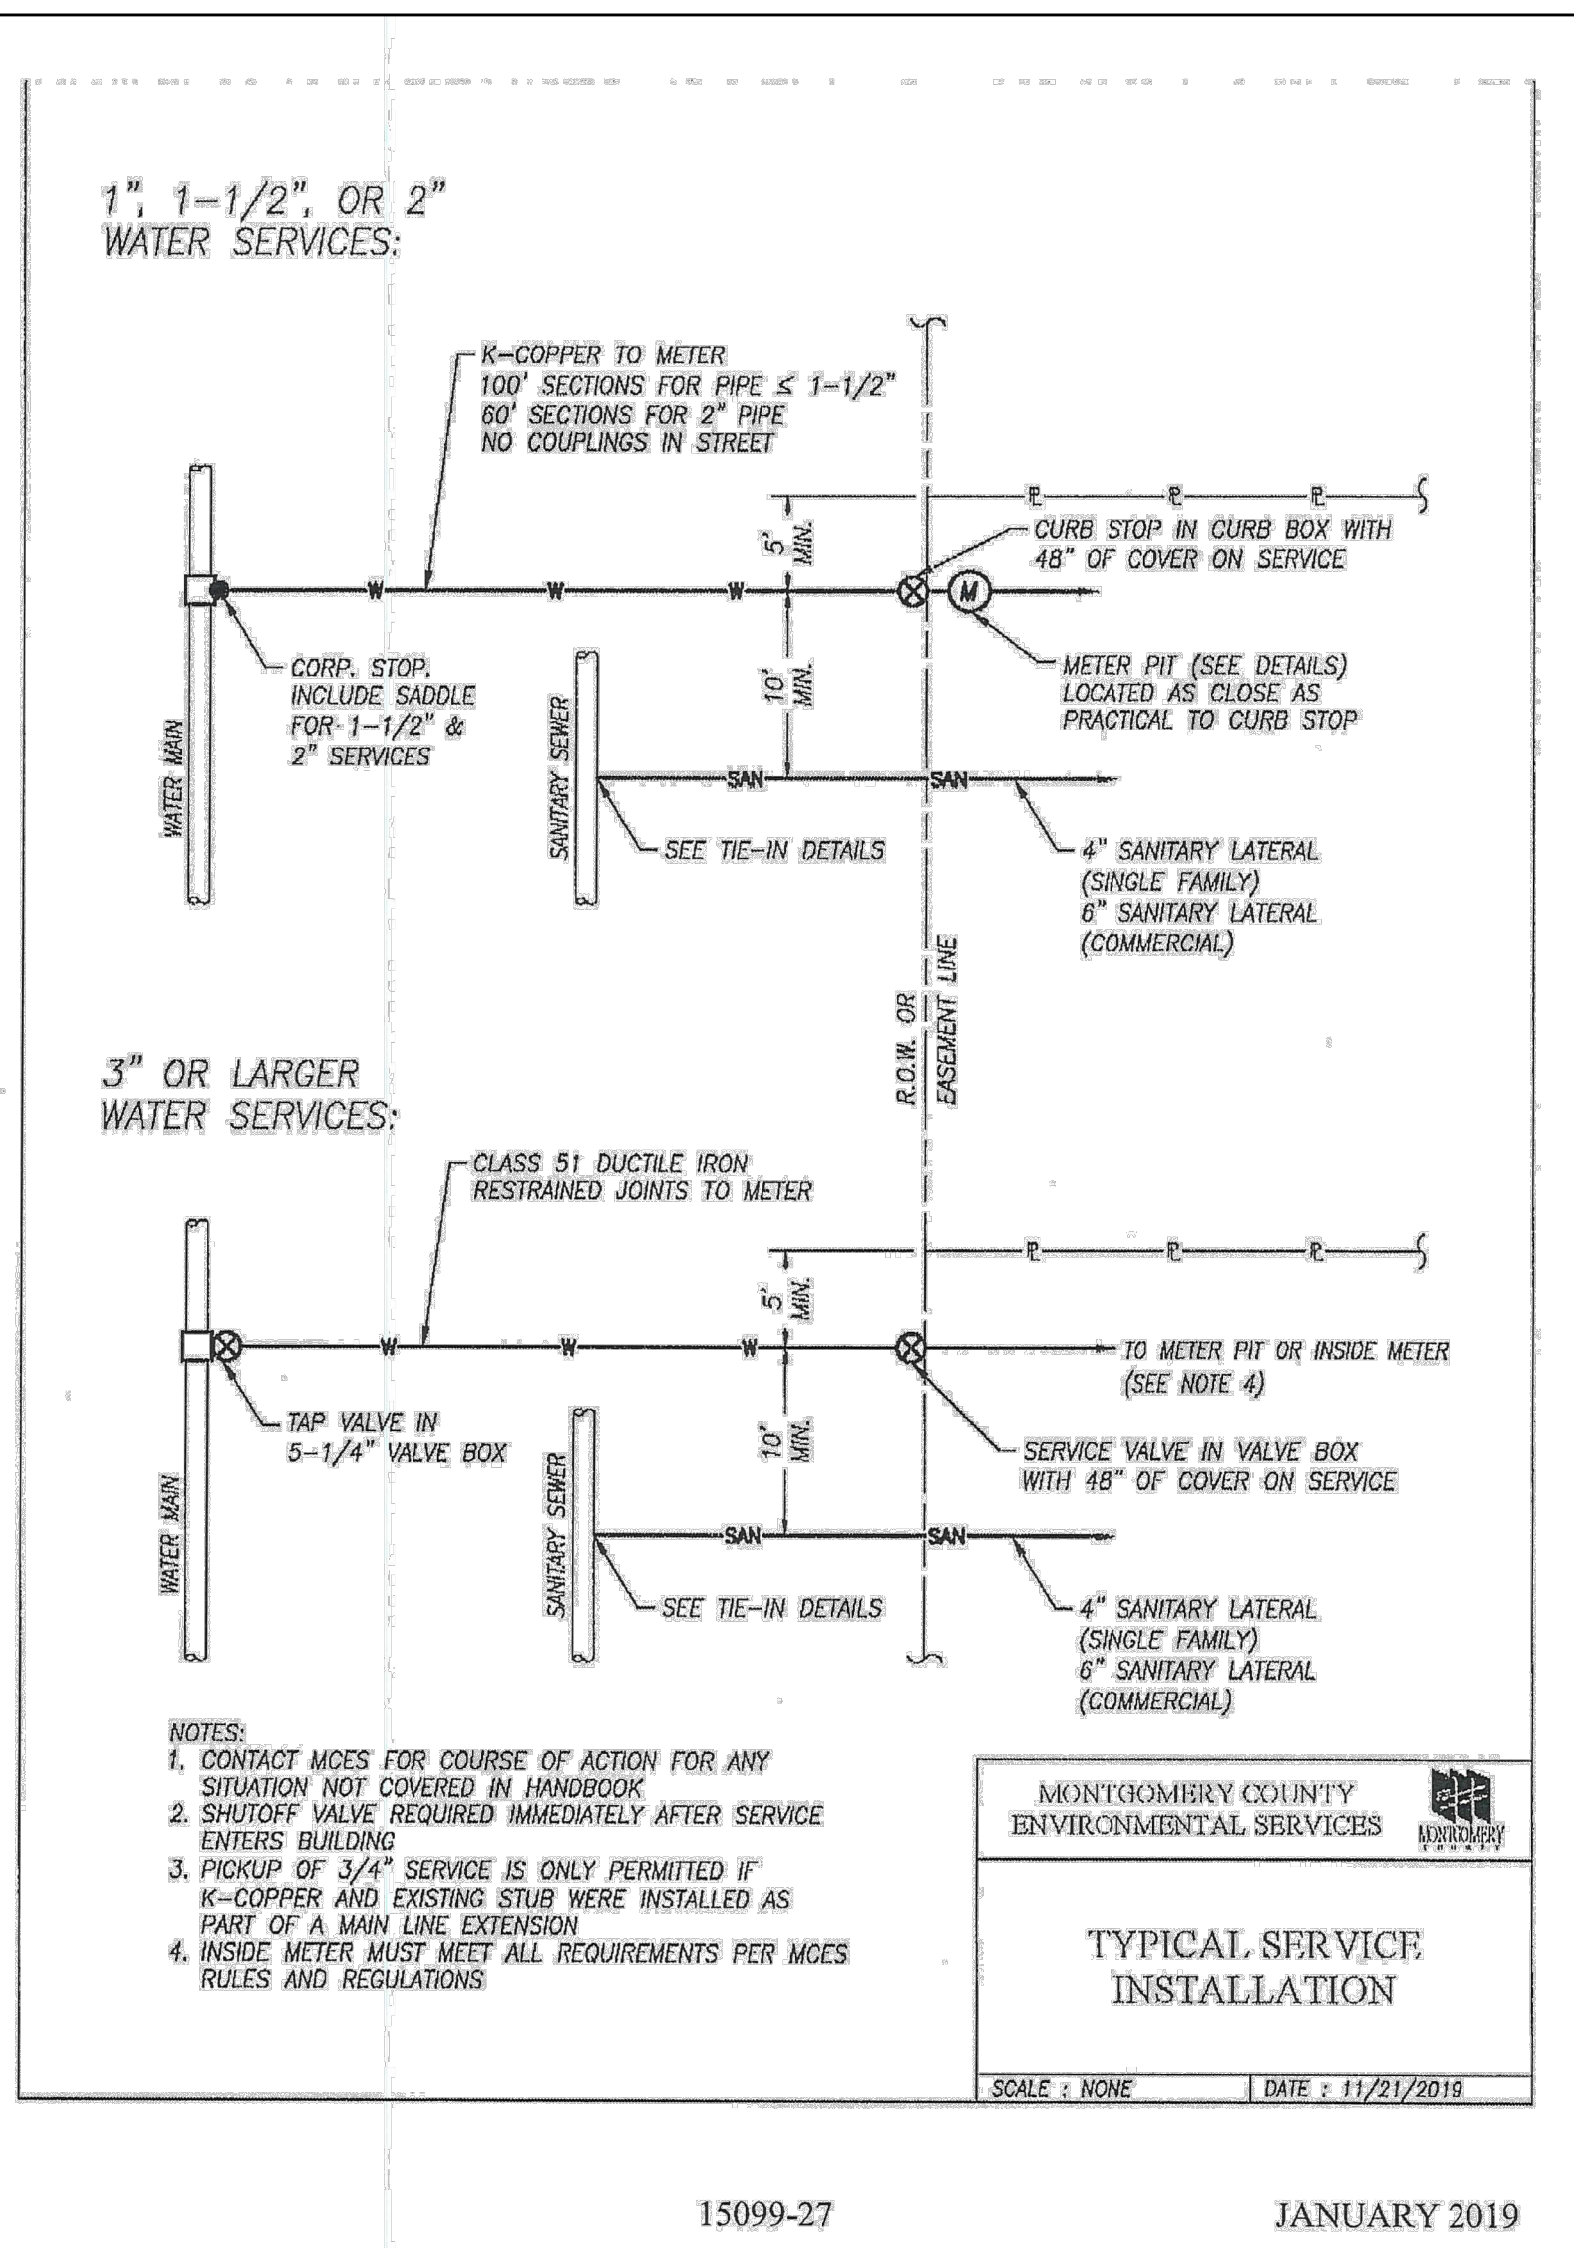 1", 1-1/2", OR 2"
WATER SERVICES:
K-COPPER TO METER
100' SECTIONS FOR PIPE ≤ 1-1/2"
60' SECTIONS FOR 2" PIPE
NO COUPLINGS IN STREET
5'
MIN.
℄
℄
℄
CURB STOP IN CURB BOX WITH
48" OF COVER ON SERVICE
W
W
W
M
CORP. STOP.
INCLUDE SADDLE
FOR 1-1/2" &
2" SERVICES
10'
MIN.
METER PIT (SEE DETAILS)
LOCATED AS CLOSE AS
PRACTICAL TO CURB STOP
WATER MAIN
SANITARY SEWER
SAN
SAN
SEE TIE-IN DETAILS
4" SANITARY LATERAL
(SINGLE FAMILY)
6" SANITARY LATERAL
(COMMERCIAL)
R.O.W. OR
EASEMENT LINE
3" OR LARGER
WATER SERVICES:
CLASS 51 DUCTILE IRON
RESTRAINED JOINTS TO METER
5'
MIN.
℄
℄
℄
W
W
W
TO METER PIT OR INSIDE METER
(SEE NOTE 4)
TAP VALVE IN
5-1/4" VALVE BOX
10'
MIN.
SERVICE VALVE IN VALVE BOX
WITH 48" OF COVER ON SERVICE
WATER MAIN
SANITARY SEWER
SAN
SAN
SEE TIE-IN DETAILS
4" SANITARY LATERAL
(SINGLE FAMILY)
6" SANITARY LATERAL
(COMMERCIAL)
NOTES:
1. CONTACT MCES FOR COURSE OF ACTION FOR ANY
SITUATION NOT COVERED IN HANDBOOK
2. SHUTOFF VALVE REQUIRED IMMEDIATELY AFTER SERVICE
ENTERS BUILDING
3. PICKUP OF 3/4" SERVICE IS ONLY PERMITTED IF
K-COPPER AND EXISTING STUB WERE INSTALLED AS
PART OF A MAIN LINE EXTENSION
4. INSIDE METER MUST MEET ALL REQUIREMENTS PER MCES
RULES AND REGULATIONS
MONTGOMERY COUNTY
ENVIRONMENTAL SERVICES
MONTGOMERY
COUNTY
TYPICAL SERVICE
INSTALLATION
SCALE : NONE
DATE : 11/21/2019
15099-27
JANUARY 2019